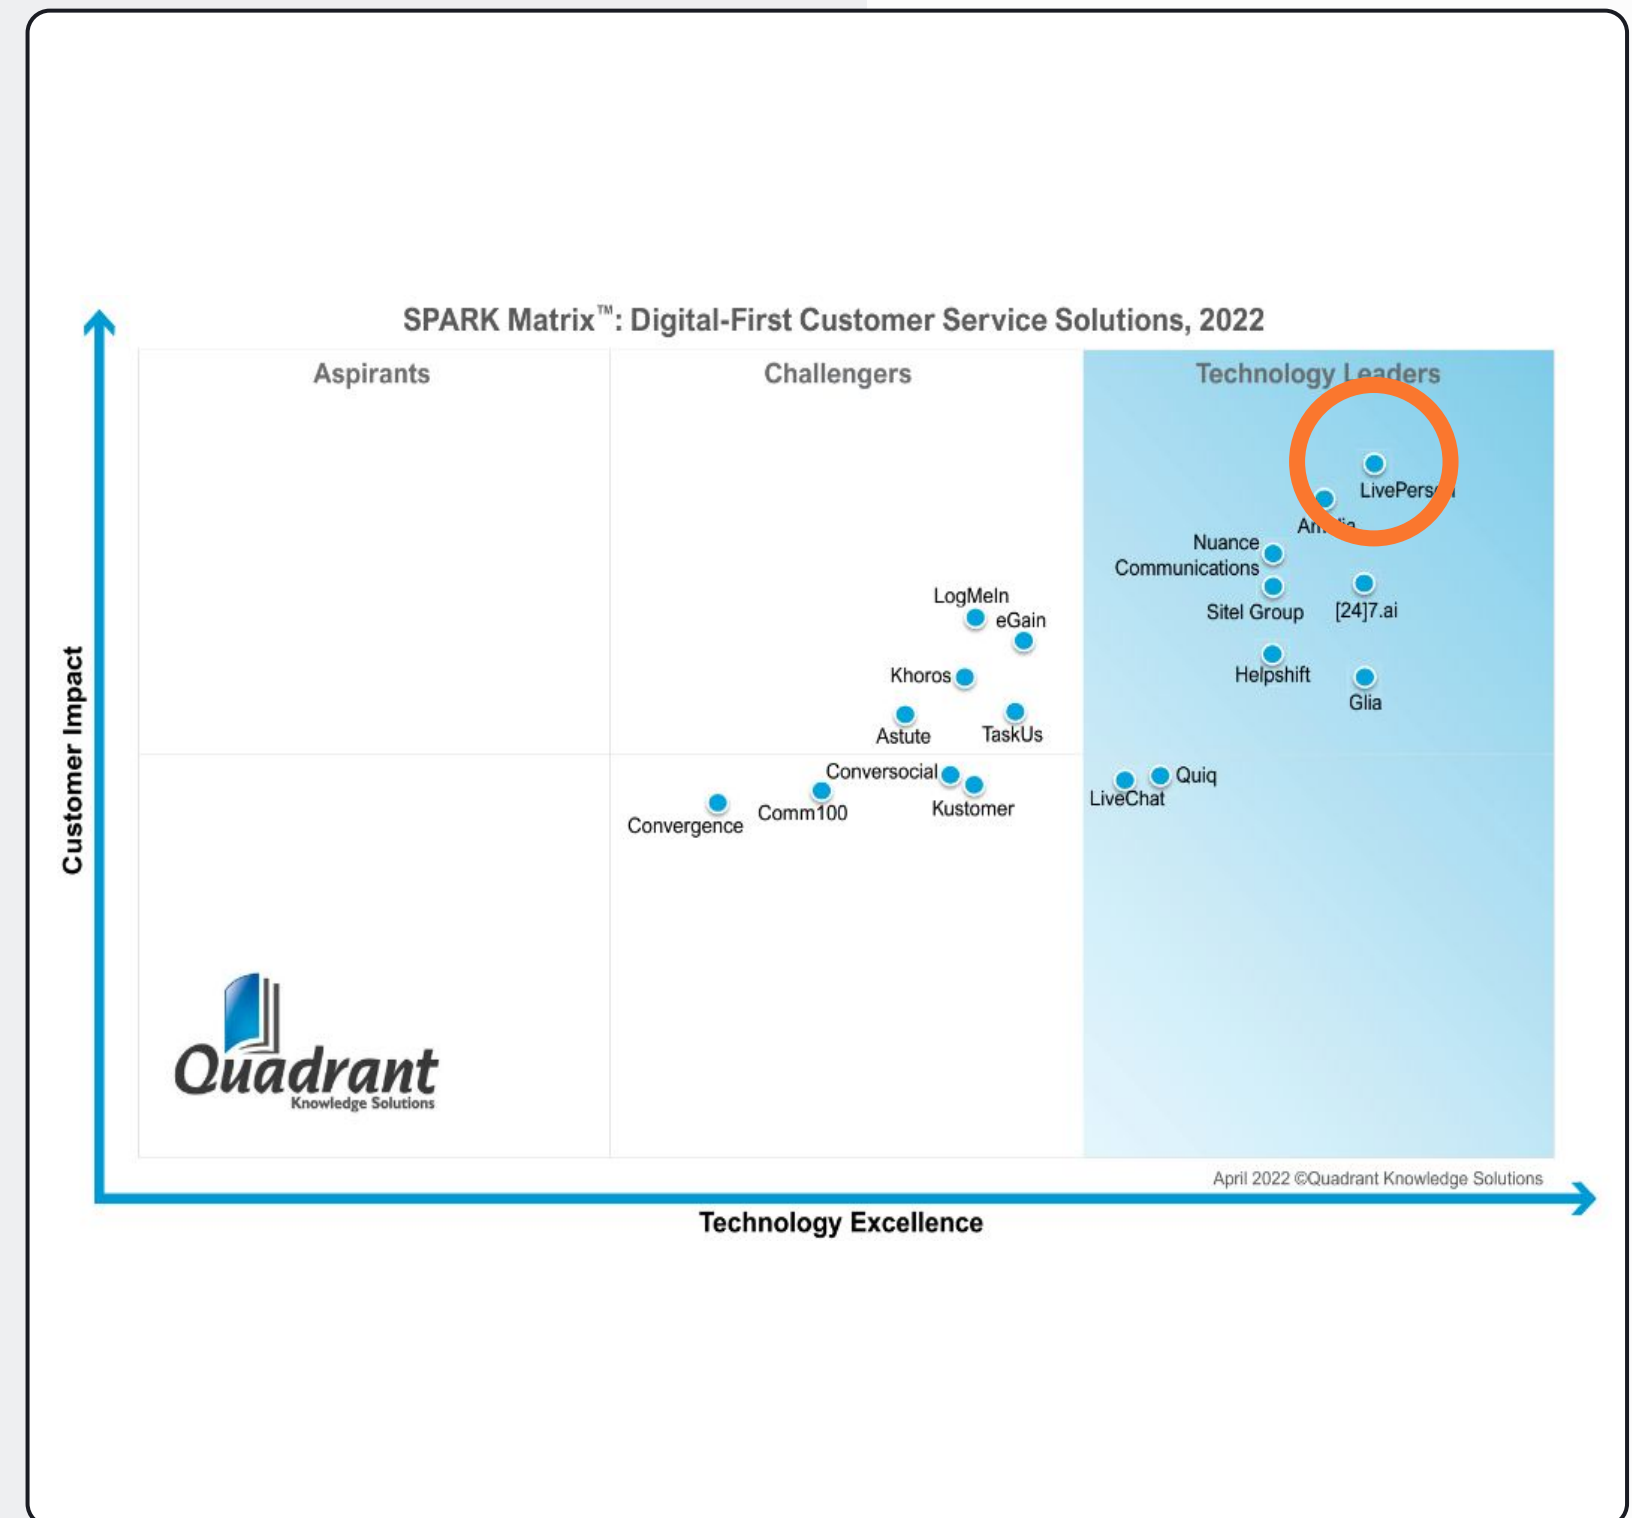 SPARK Matrix™: Digital-First Customer Service Solutions, 2022
Aspirants
Challengers
Technology Leaders
LivePerson
Nuance
Communications
Sitel Group
[24]7.ai
Helpshift
Glia
LogMeIn
eGain
Khoros
Astute
TaskUs
Conversocial
Kustomer
Comm100
Convergence
Quiq
LiveChat
Customer Impact
Quadrant
Knowledge Solutions
April 2022 ©Quadrant Knowledge Solutions
Technology Excellence